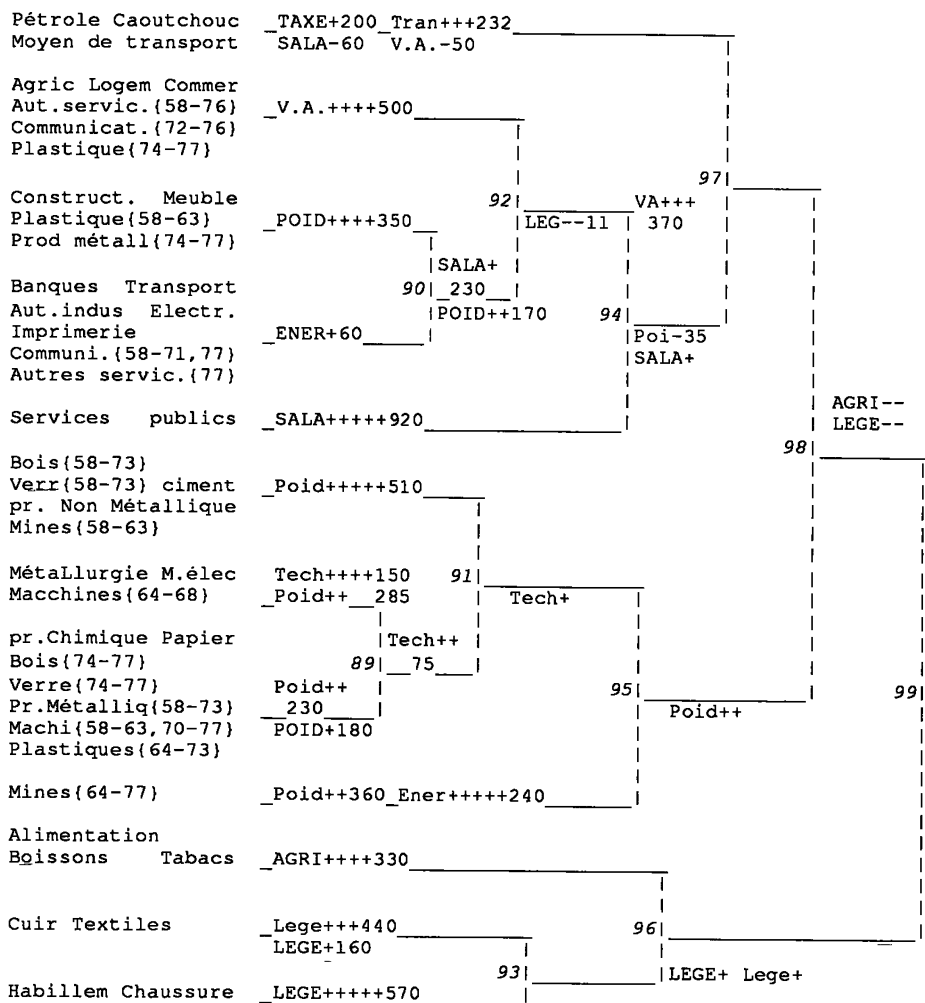 Pétrole Caoutchouc _TAXE+200_Tran+++232
Moyen de transport SALA-60 V.A.-50
Agric Logem Commer
Aut.servic.{58-76} _V.A.++++500
Communicat.{72-76}
Plastique{74-77}
97
Construct. Meuble 92 VA+++
Plastique{58-63} _POID++++350 LEG--11 370
Prod métall{74-77}
SALA+
Banques Transport 90 _230
Aut.indus Electr. POID++170 94
Imprimerie _ENER+60 Poi-35
Communi.{58-71,77} SALA+
Autres servic.{77}
AGRI--
Services publics _SALA+++++920 LEGE--
98
Bois{58-73}
Verr{58-73} ciment _Poid+++++510
pr. Non Métallique
Mines{58-63}
MétaLlurgie M.élec Tech++++150 91
Macchines{64-68} _Poid++ 285 Tech+
pr.Chimique Papier Tech++
Bois{74-77} 89 _75
Verre{74-77} Poid++ 95 99
Pr.Métalliq{58-73} _230 Poid++
Machi{58-63,70-77} POID+180
Plastiques{64-73}
Mines{64-77} _Poid++360_Ener+++++240
Alimentation
Boissons Tabacs _AGRI++++330
Cuir Textiles _Lege+++440 96
LEGE+160
93 LEGE+ Lege+
Habillem Chaussure _LEGE+++++570